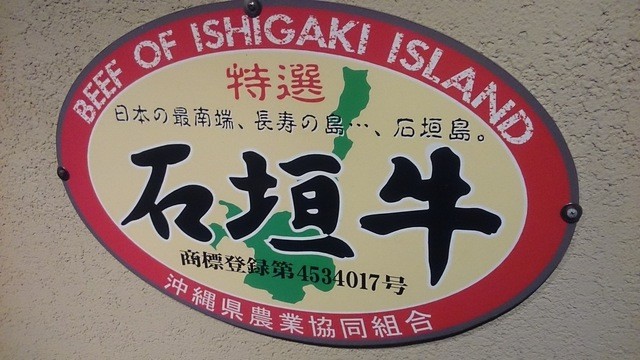 BEEF OF ISHIGAKI ISLAND
特選
日本の最南端、長寿の島…、石垣島。
石垣牛
商標登録第4534017号
沖縄県農業協同組合